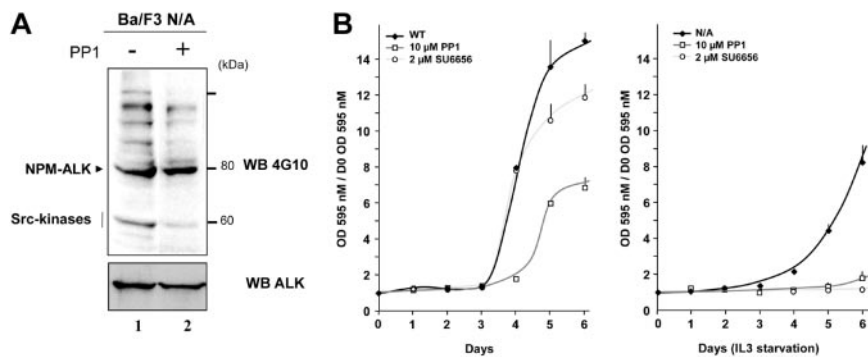 A
Ba/F3 N/A
PP1 - +
(kDa)
NPM-ALK
80
WB 4G10
Src-kinases
60
WB ALK
1 2
B
WT
10 µM PP1
2 µM SU6656
OD 595 nM / D0 OD 595 nM
14
12
10
8
6
4
2
1
0
0 1 2 3 4 5 6
Days
N/A
10 µM PP1
2 µM SU6656
OD 595 nM / D0 OD 595 nM
14
12
10
8
6
4
2
1
0
0 1 2 3 4 5 6
Days (IL3 starvation)